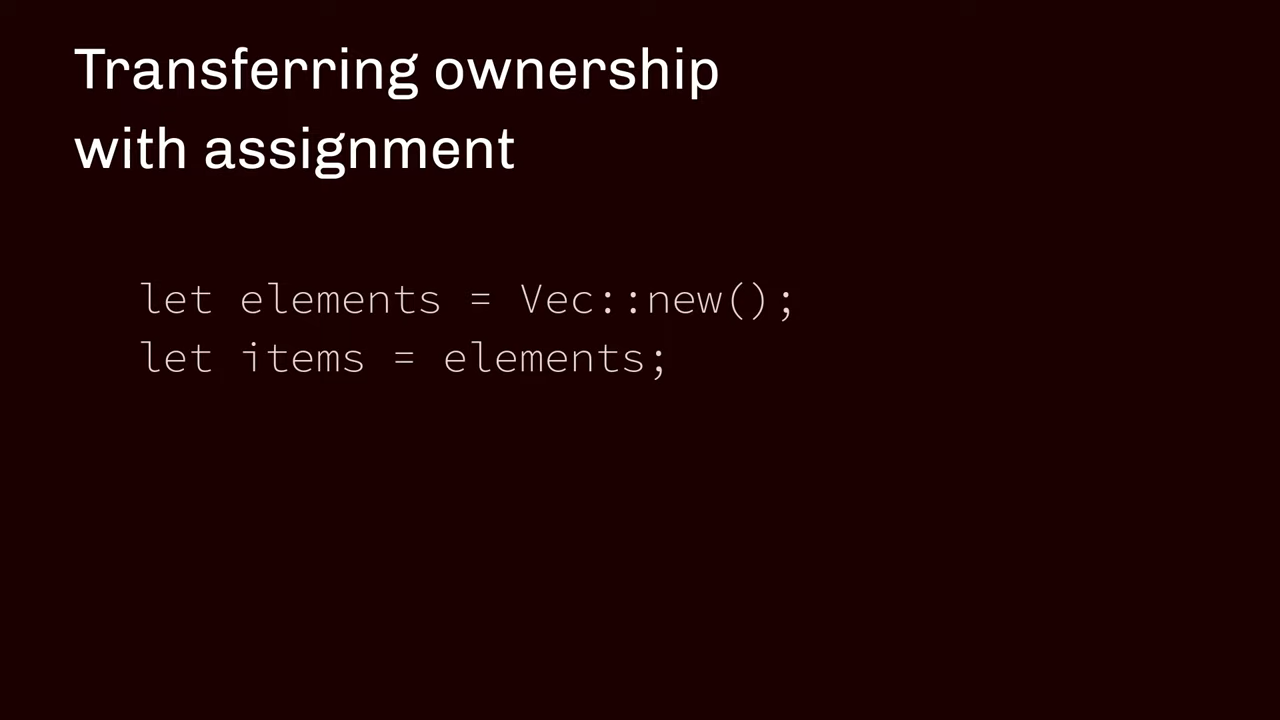 Transferring ownership
with assignment
let elements = Vec::new();
let items = elements;